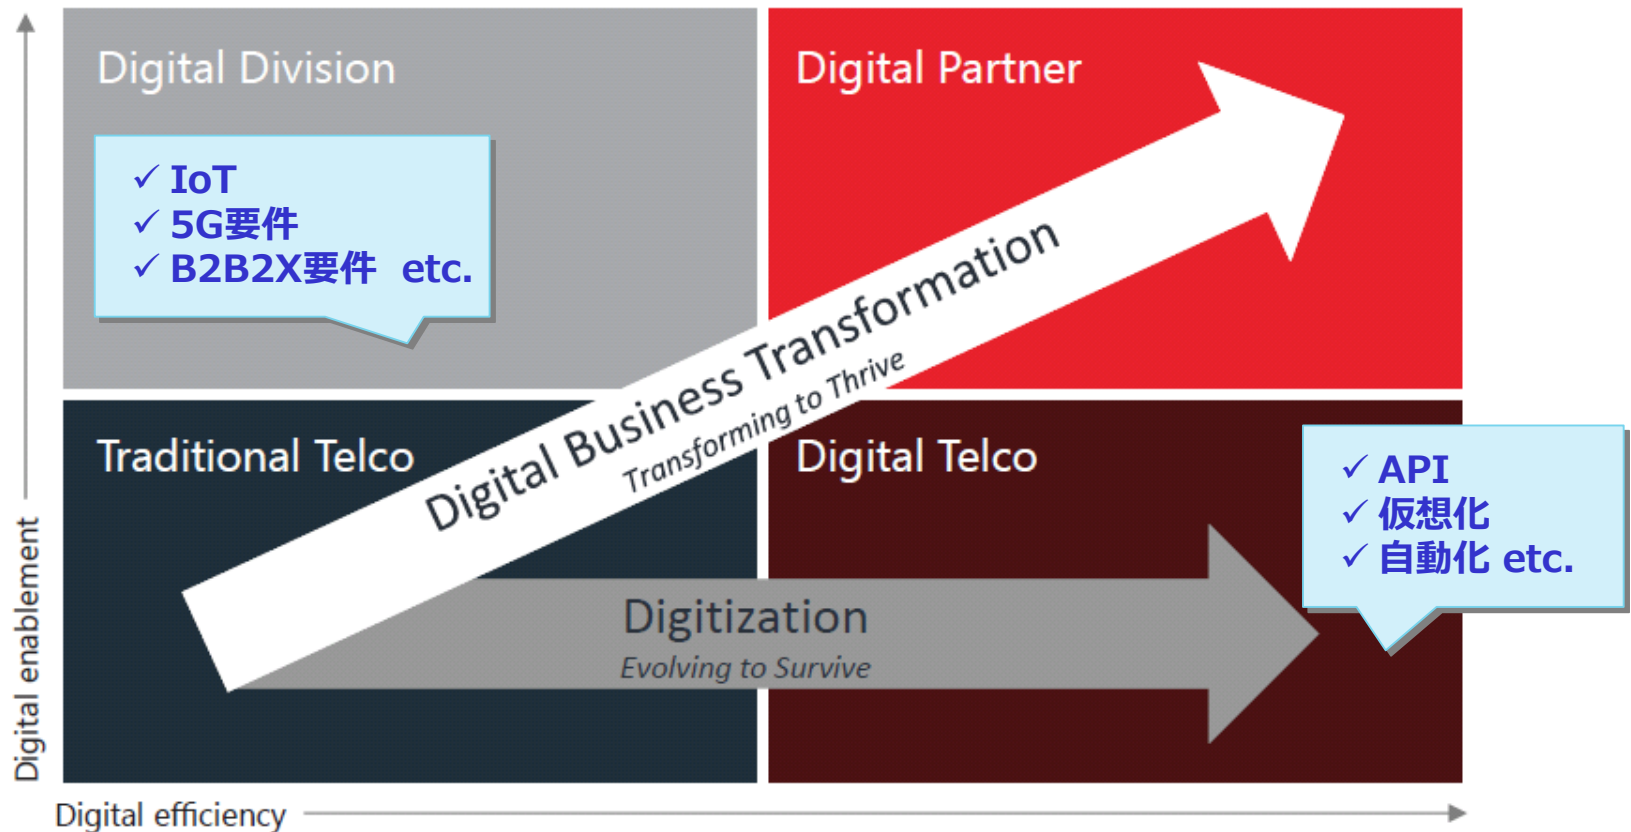 Digital Division
Digital Partner
✓ IoT
✓ 5G要件
✓ B2B2X要件 etc.
Digital Business Transformation
Transforming to Thrive
Traditional Telco
Digital Telco
✓ API
✓ 仮想化
✓ 自動化 etc.
Digitization
Evolving to Survive
Digital enablement
Digital efficiency